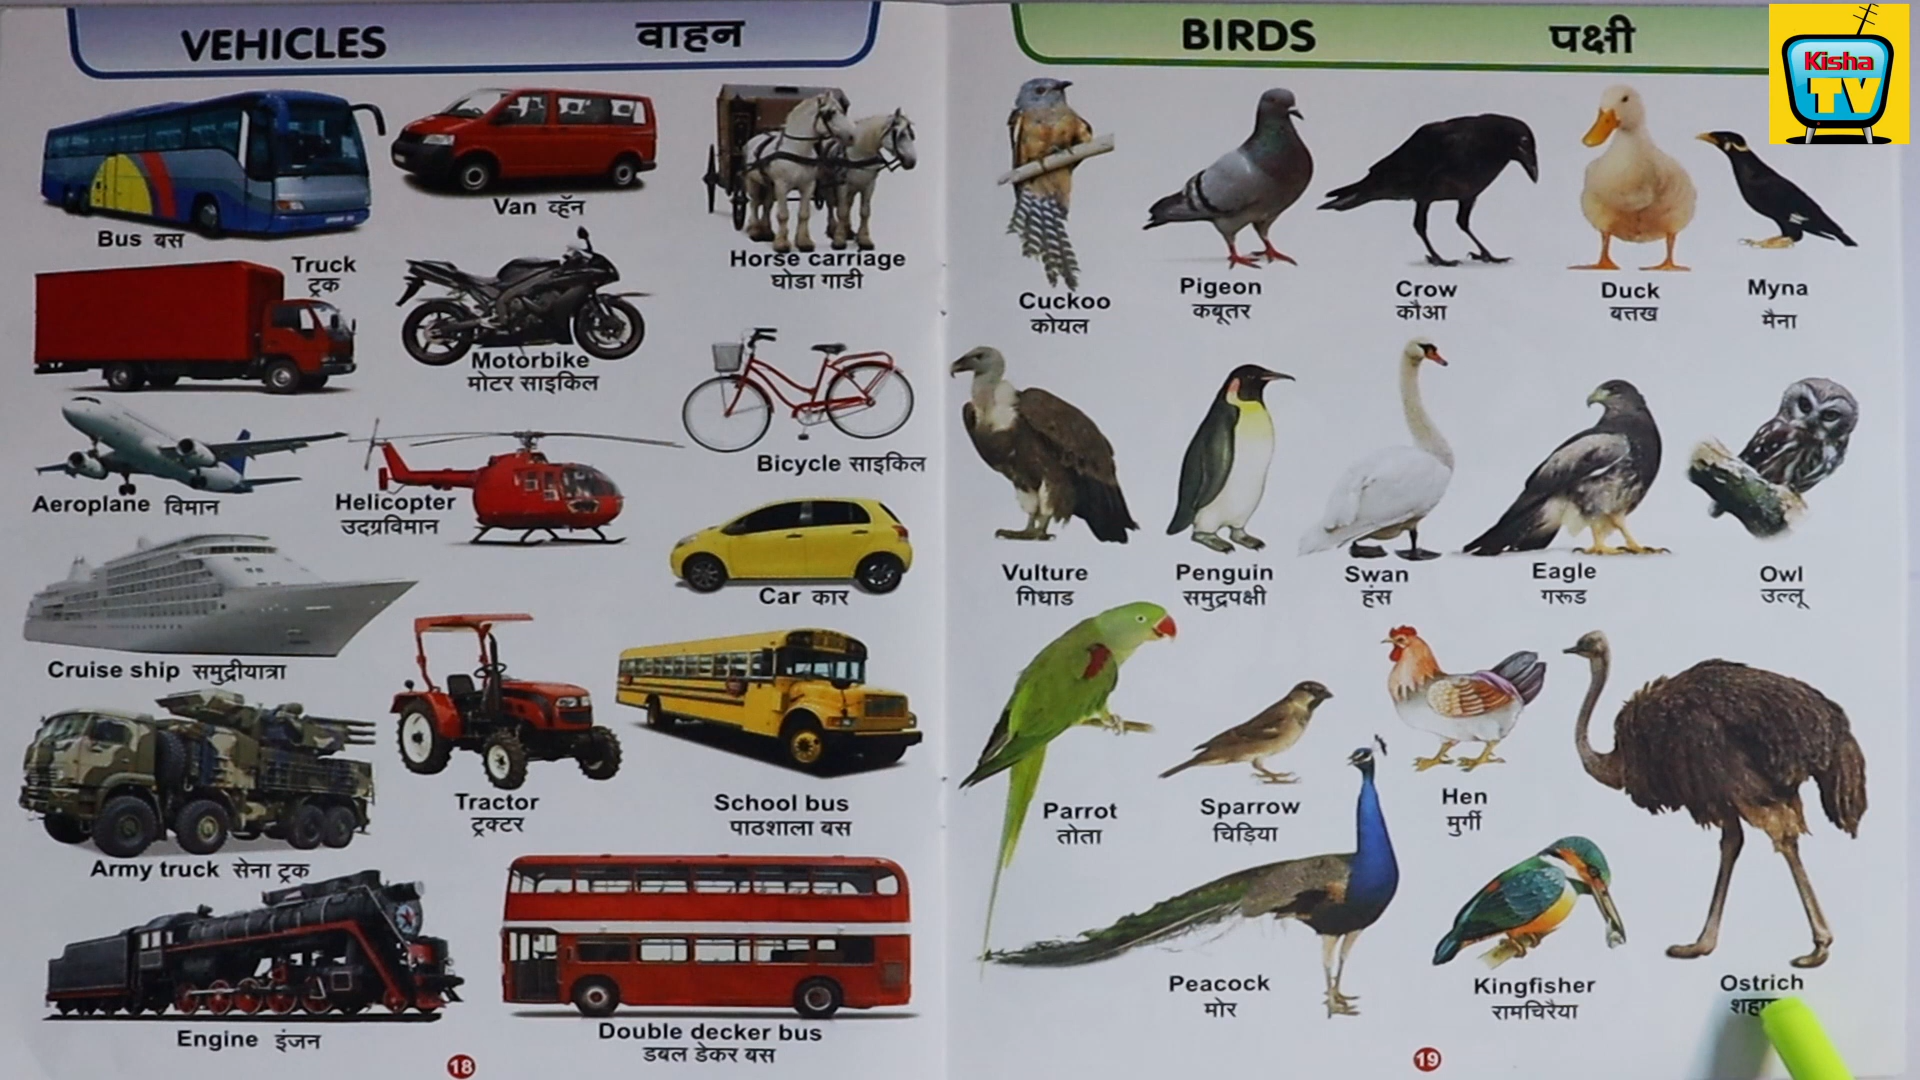 VEHICLES वाहन
Bus बस
Van व्हॅन
Horse carriage
घोडा गाडी
Truck
ट्रक
Motorbike
मोटर साइकिल
Bicycle साइकिल
Aeroplane विमान
Helicopter
उदग्रविमान
Car कार
Cruise ship समुद्रीयात्रा
Tractor
ट्रक्टर
School bus
पाठशाला बस
Army truck सेना ट्रक
Engine इंजन
Double decker bus
डबल डेकर बस
18
BIRDS पक्षी
Kisha
TV
Cuckoo
कोयल
Pigeon
कबूतर
Crow
कौआ
Duck
बत्तख
Myna
मैना
Vulture
गिधाड
Penguin
समुद्रपक्षी
Swan
हंस
Eagle
गरूड
Owl
उल्लू
Parrot
तोता
Sparrow
चिड़िया
Hen
मुर्गी
Peacock
मोर
Kingfisher
रामचिरैया
Ostrich
19